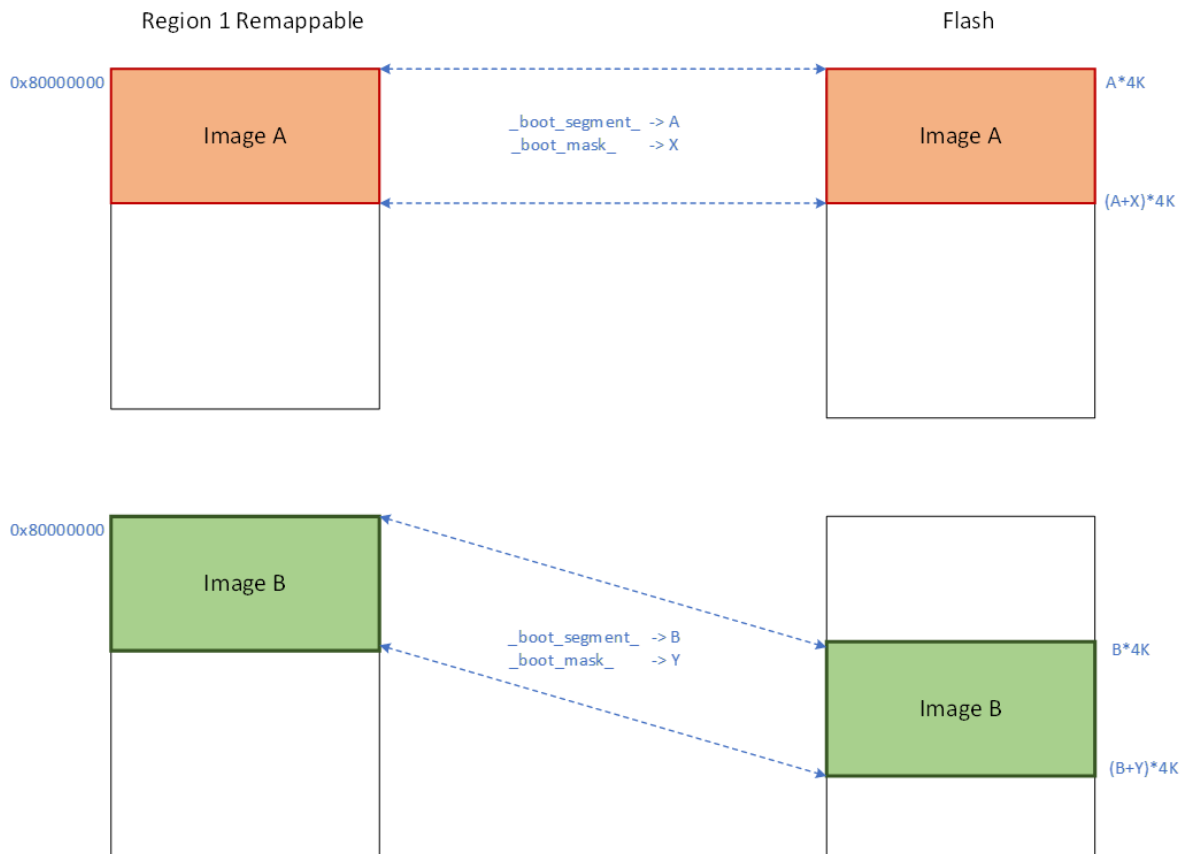 Region 1 Remappable
Flash
0x80000000
A*4K
Image A
_boot_segment_ -> A
_boot_mask_ -> X
Image A
(A+X)*4K
0x80000000
Image B
_boot_segment_ -> B
_boot_mask_ -> Y
B*4K
Image B
(B+Y)*4K